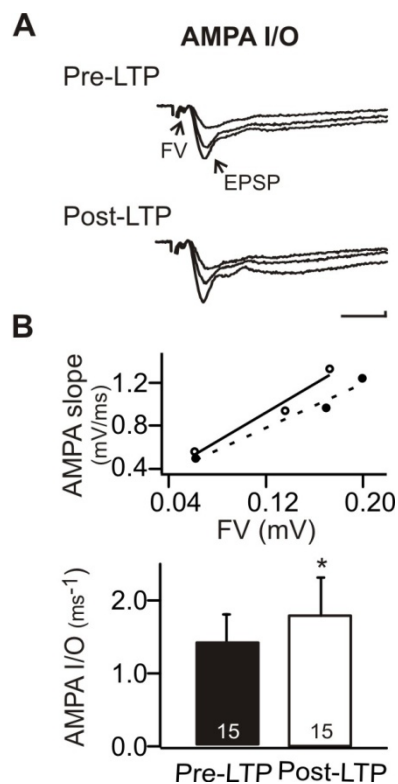 A
AMPA I/O
Pre-LTP
FV
EPSP
Post-LTP
B
AMPA slope
(mV/ms)
1.2
0.8
0.4
0.04 0.12 0.20
FV (mV)
AMPA I/O (ms-1)
2.0
1.0
0.0
*
15 15
Pre-LTP Post-LTP